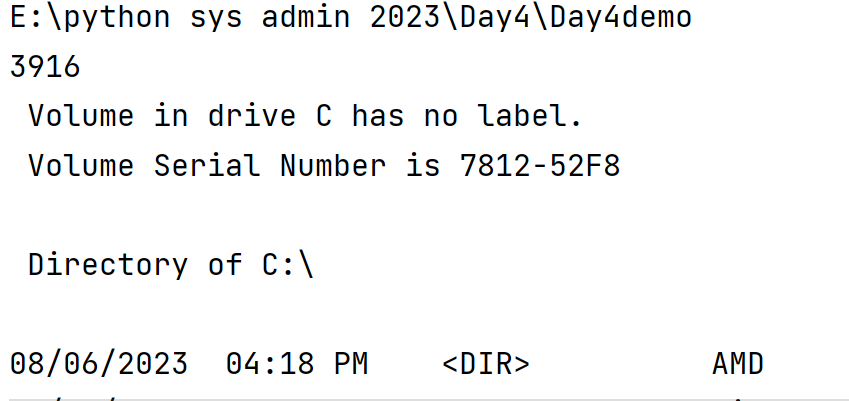 E:\python sys admin 2023\Day4\Day4demo
3916
Volume in drive C has no label.
Volume Serial Number is 7812-52F8
Directory of C:\
08/06/2023  04:18 PM    <DIR>          AMD